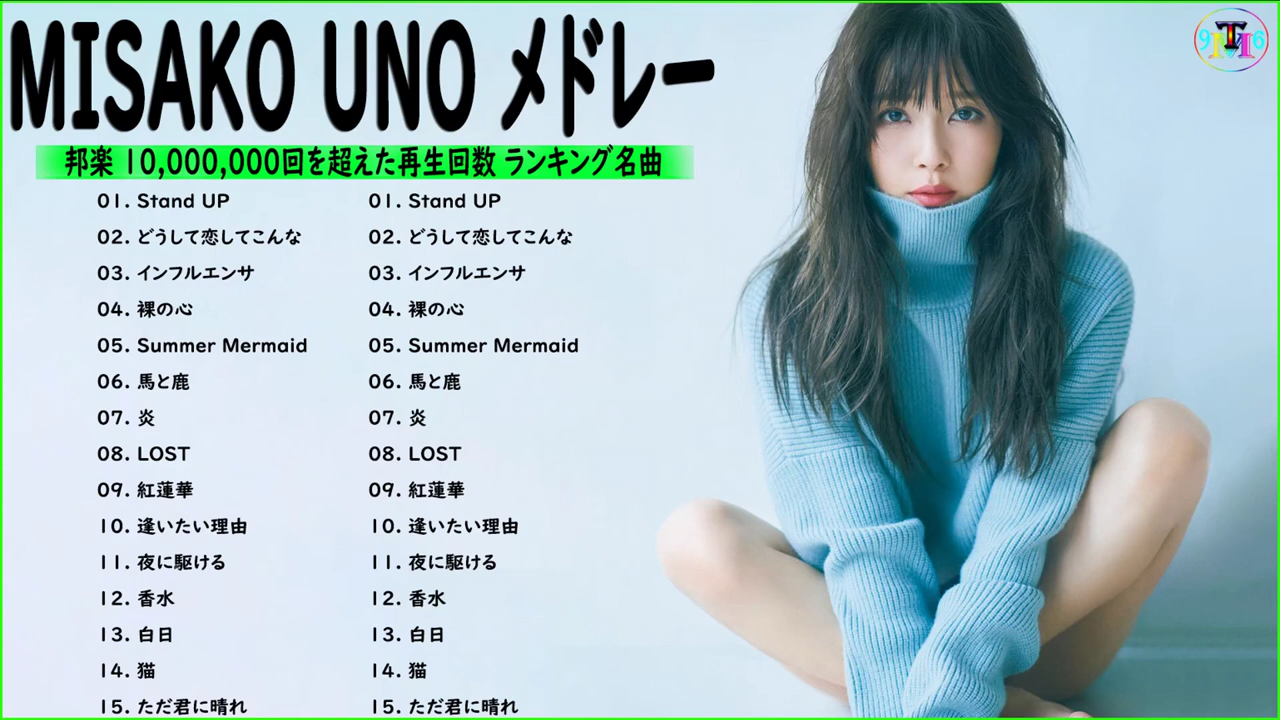 MISAKO UNO メドレー
邦楽 10,000,000回を超えた再生回数 ランキング名曲
01. Stand UP
02. どうして恋してこんな
03. インフルエンサ
04. 裸の心
05. Summer Mermaid
06. 馬と鹿
07. 炎
08. LOST
09. 紅蓮華
10. 逢いたい理由
11. 夜に駆ける
12. 香水
13. 白日
14. 猫
15. ただ君に晴れ
01. Stand UP
02. どうして恋してこんな
03. インフルエンサ
04. 裸の心
05. Summer Mermaid
06. 馬と鹿
07. 炎
08. LOST
09. 紅蓮華
10. 逢いたい理由
11. 夜に駆ける
12. 香水
13. 白日
14. 猫
15. ただ君に晴れ